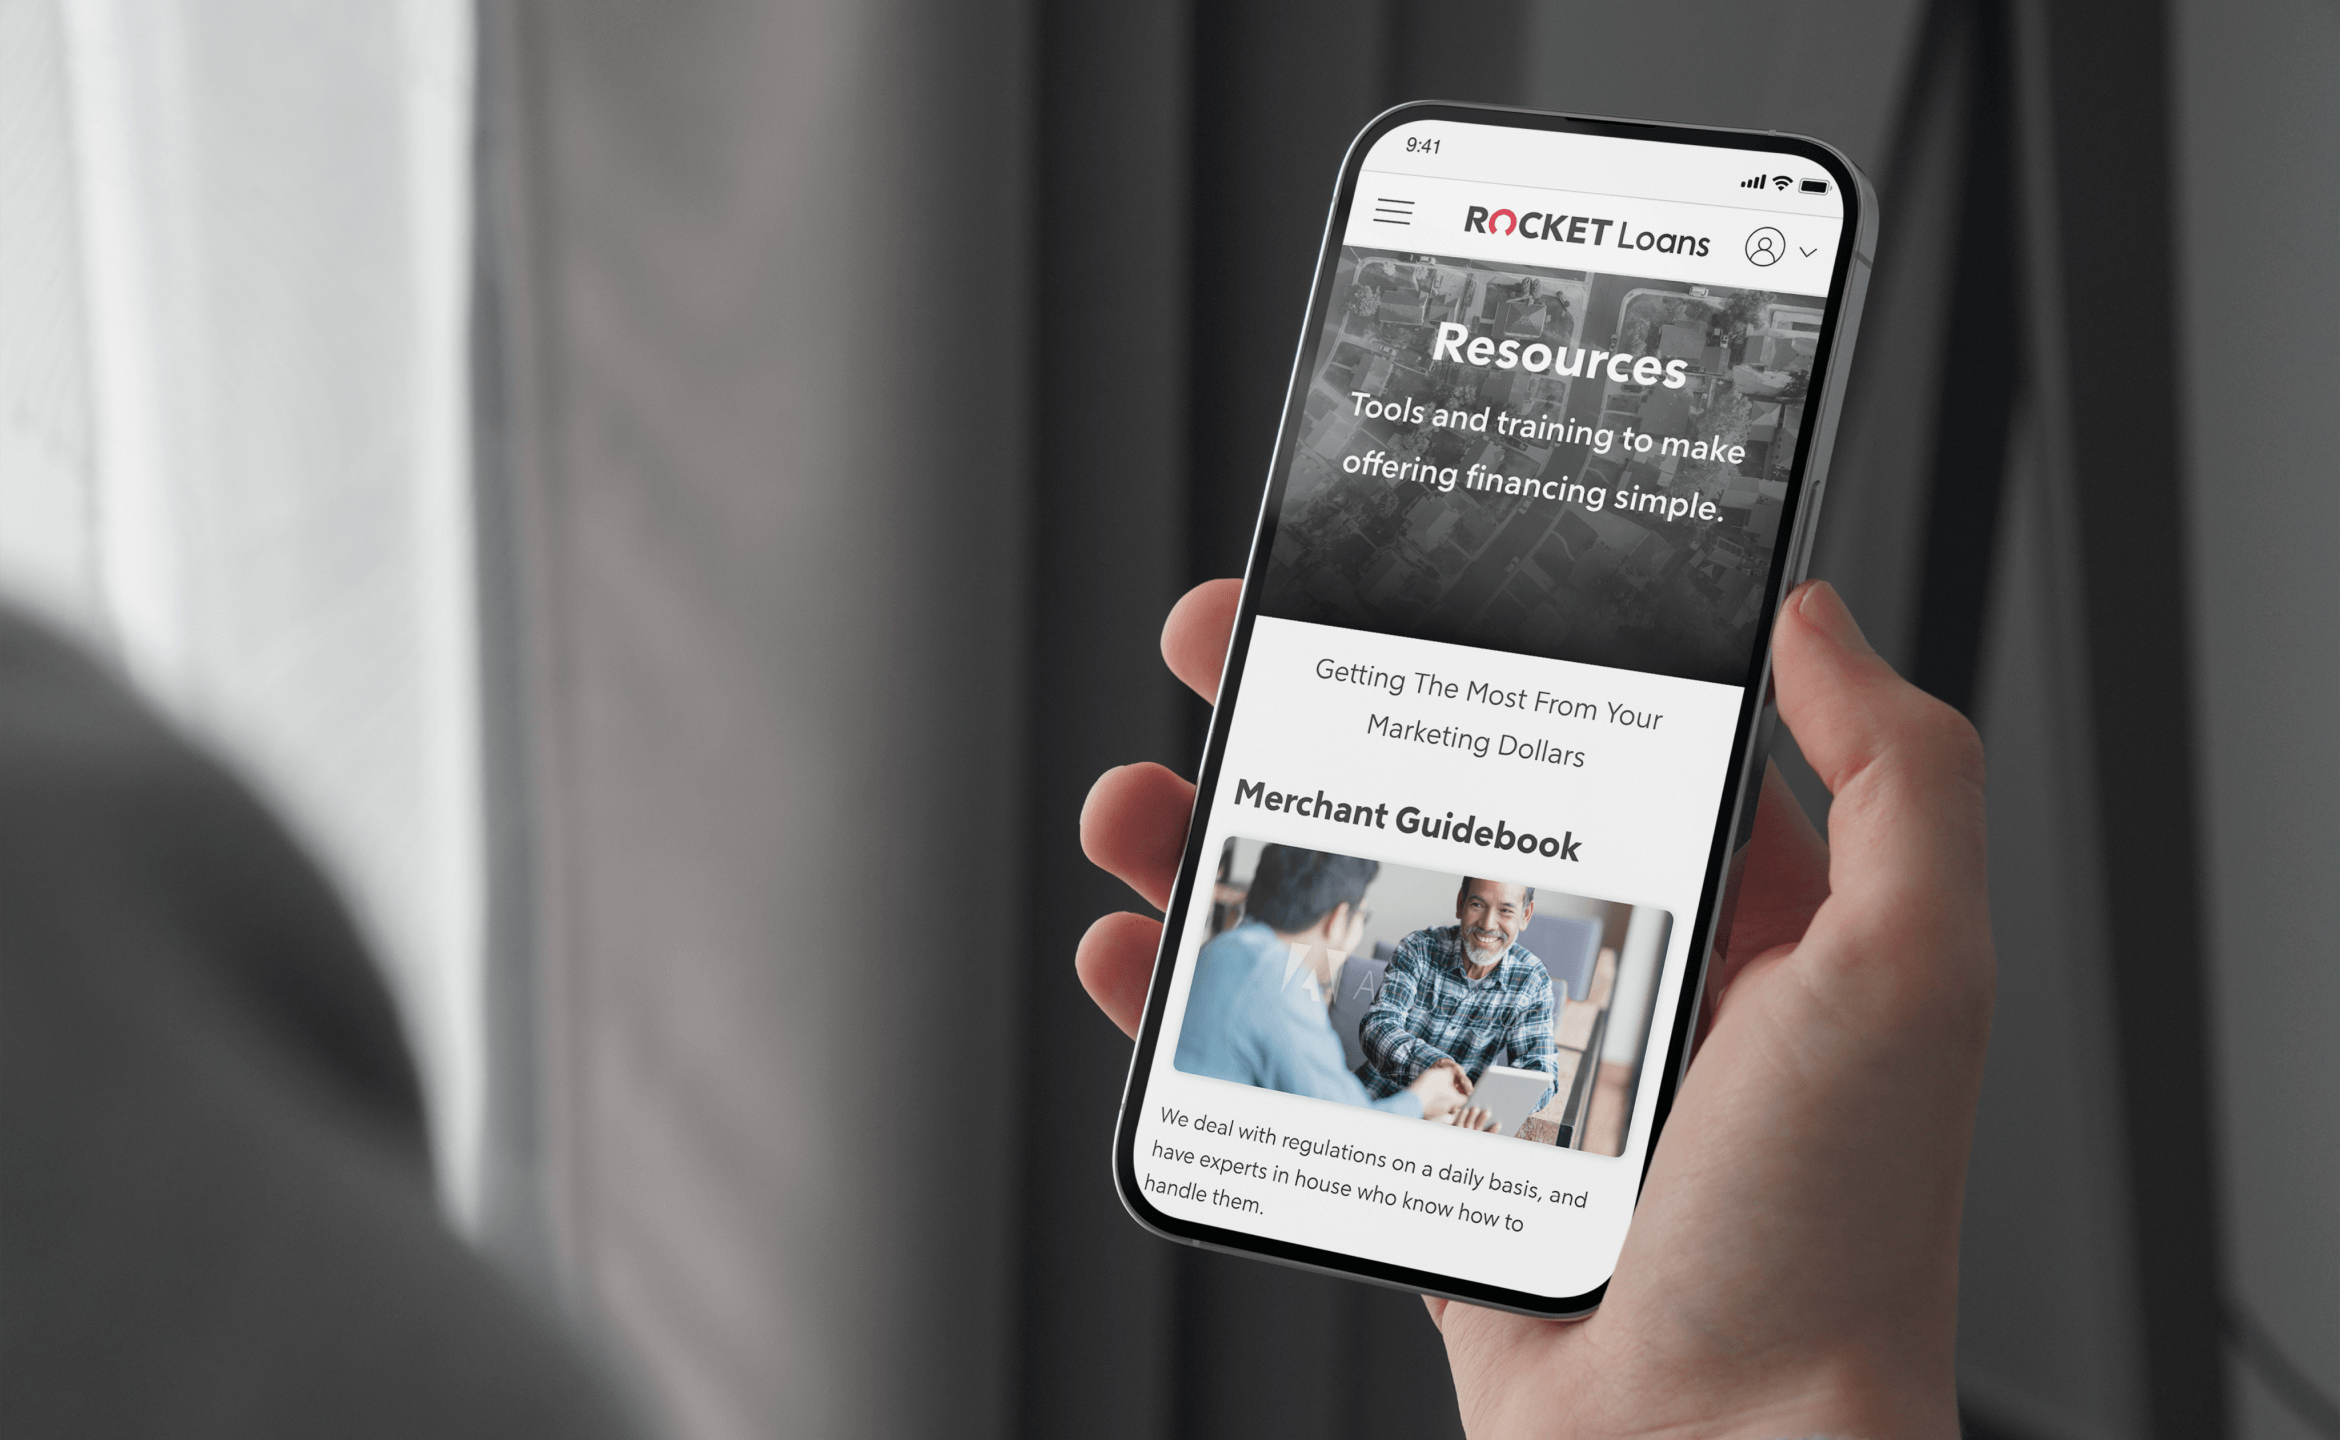 9:41
ROCKET Loans
Resources
Tools and training to make
offering financing simple.
Getting The Most From Your
Marketing Dollars
Merchant Guidebook
We deal with regulations on a daily basis, and
have experts in house who know how to
handle them.